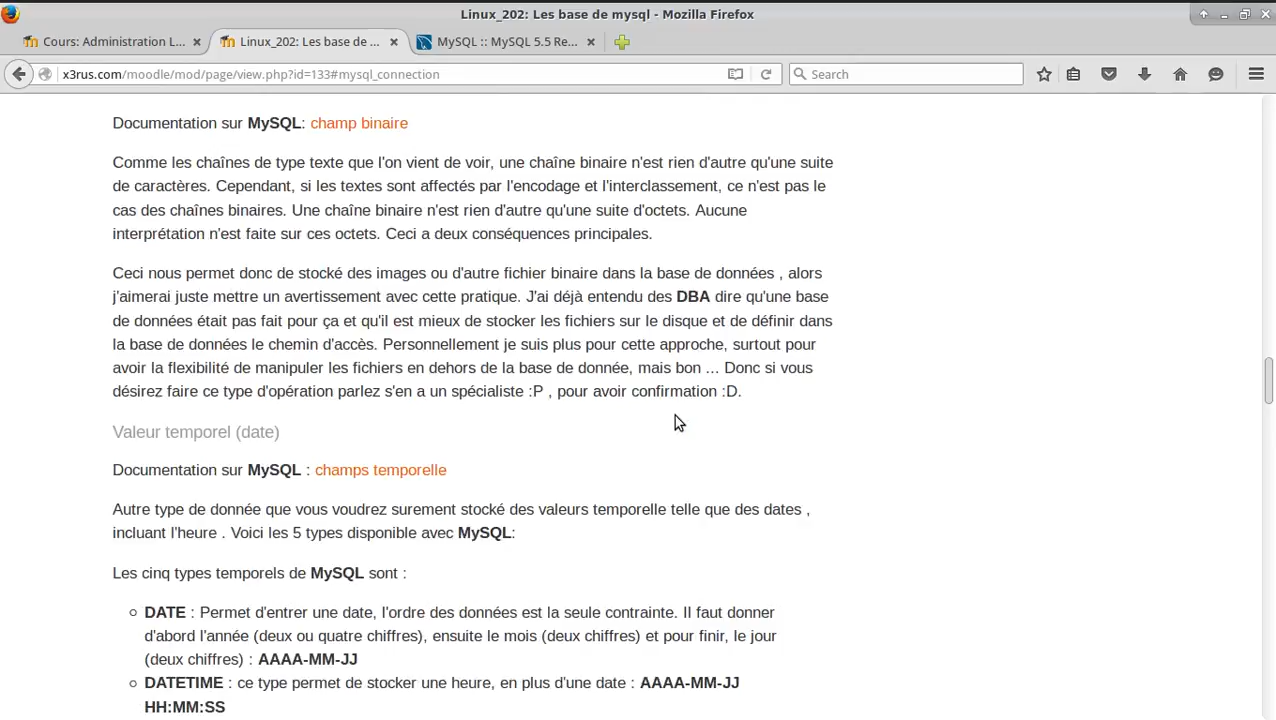 Linux_202: Les base de mysql - Mozilla Firefox
Cours: Administration L...
Linux_202: Les base de ...
MySQL :: MySQL 5.5 Re...
x3rus.com/moodle/mod/page/view.php?id=133#mysql_connection
Search
Documentation sur MySQL: champ binaire
Comme les chaînes de type texte que l'on vient de voir, une chaîne binaire n'est rien d'autre qu'une suite
de caractères. Cependant, si les textes sont affectés par l'encodage et l'interclassement, ce n'est pas le
cas des chaînes binaires. Une chaîne binaire n'est rien d'autre qu'une suite d'octets. Aucune
interprétation n'est faite sur ces octets. Ceci a deux conséquences principales.
Ceci nous permet donc de stocké des images ou d'autre fichier binaire dans la base de données , alors
j'aimerai juste mettre un avertissement avec cette pratique. J'ai déjà entendu des DBA dire qu'une base
de données était pas fait pour ça et qu'il est mieux de stocker les fichiers sur le disque et de définir dans
la base de données le chemin d'accès. Personnellement je suis plus pour cette approche, surtout pour
avoir la flexibilité de manipuler les fichiers en dehors de la base de donnée, mais bon ... Donc si vous
désirez faire ce type d'opération parlez s'en a un spécialiste :P , pour avoir confirmation :D.
Valeur temporel (date)
Documentation sur MySQL : champs temporelle
Autre type de donnée que vous voudrez surement stocké des valeurs temporelle telle que des dates ,
incluant l'heure . Voici les 5 types disponible avec MySQL:
Les cinq types temporels de MySQL sont :
DATE : Permet d'entrer une date, l'ordre des données est la seule contrainte. Il faut donner
d'abord l'année (deux ou quatre chiffres), ensuite le mois (deux chiffres) et pour finir, le jour
(deux chiffres) : AAAA-MM-JJ
DATETIME : ce type permet de stocker une heure, en plus d'une date : AAAA-MM-JJ
HH:MM:SS